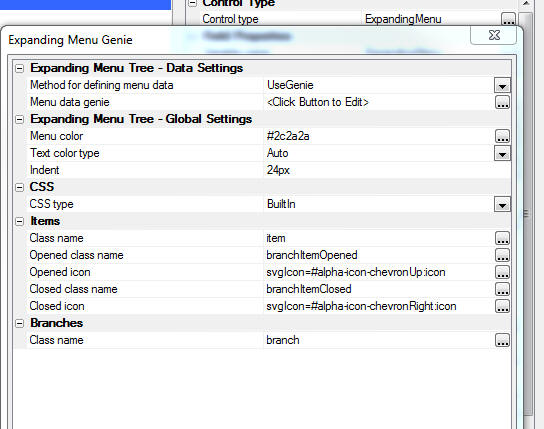 Control Type
Control type ExpandingMenu ...
Expanding Menu Genie
Expanding Menu Tree - Data Settings
Method for defining menu data UseGenie
Menu data genie <Click Button to Edit> ...
Expanding Menu Tree - Global Settings
Menu color #2c2a2a ...
Text color type Auto
Indent 24px
CSS
CSS type BuiltIn
Items
Class name item ...
Opened class name branchItemOpened ...
Opened icon svgIcon=#alpha-icon-chevronUp:icon ...
Closed class name branchItemClosed ...
Closed icon svgIcon=#alpha-icon-chevronRight:icon ...
Branches
Class name branch ...